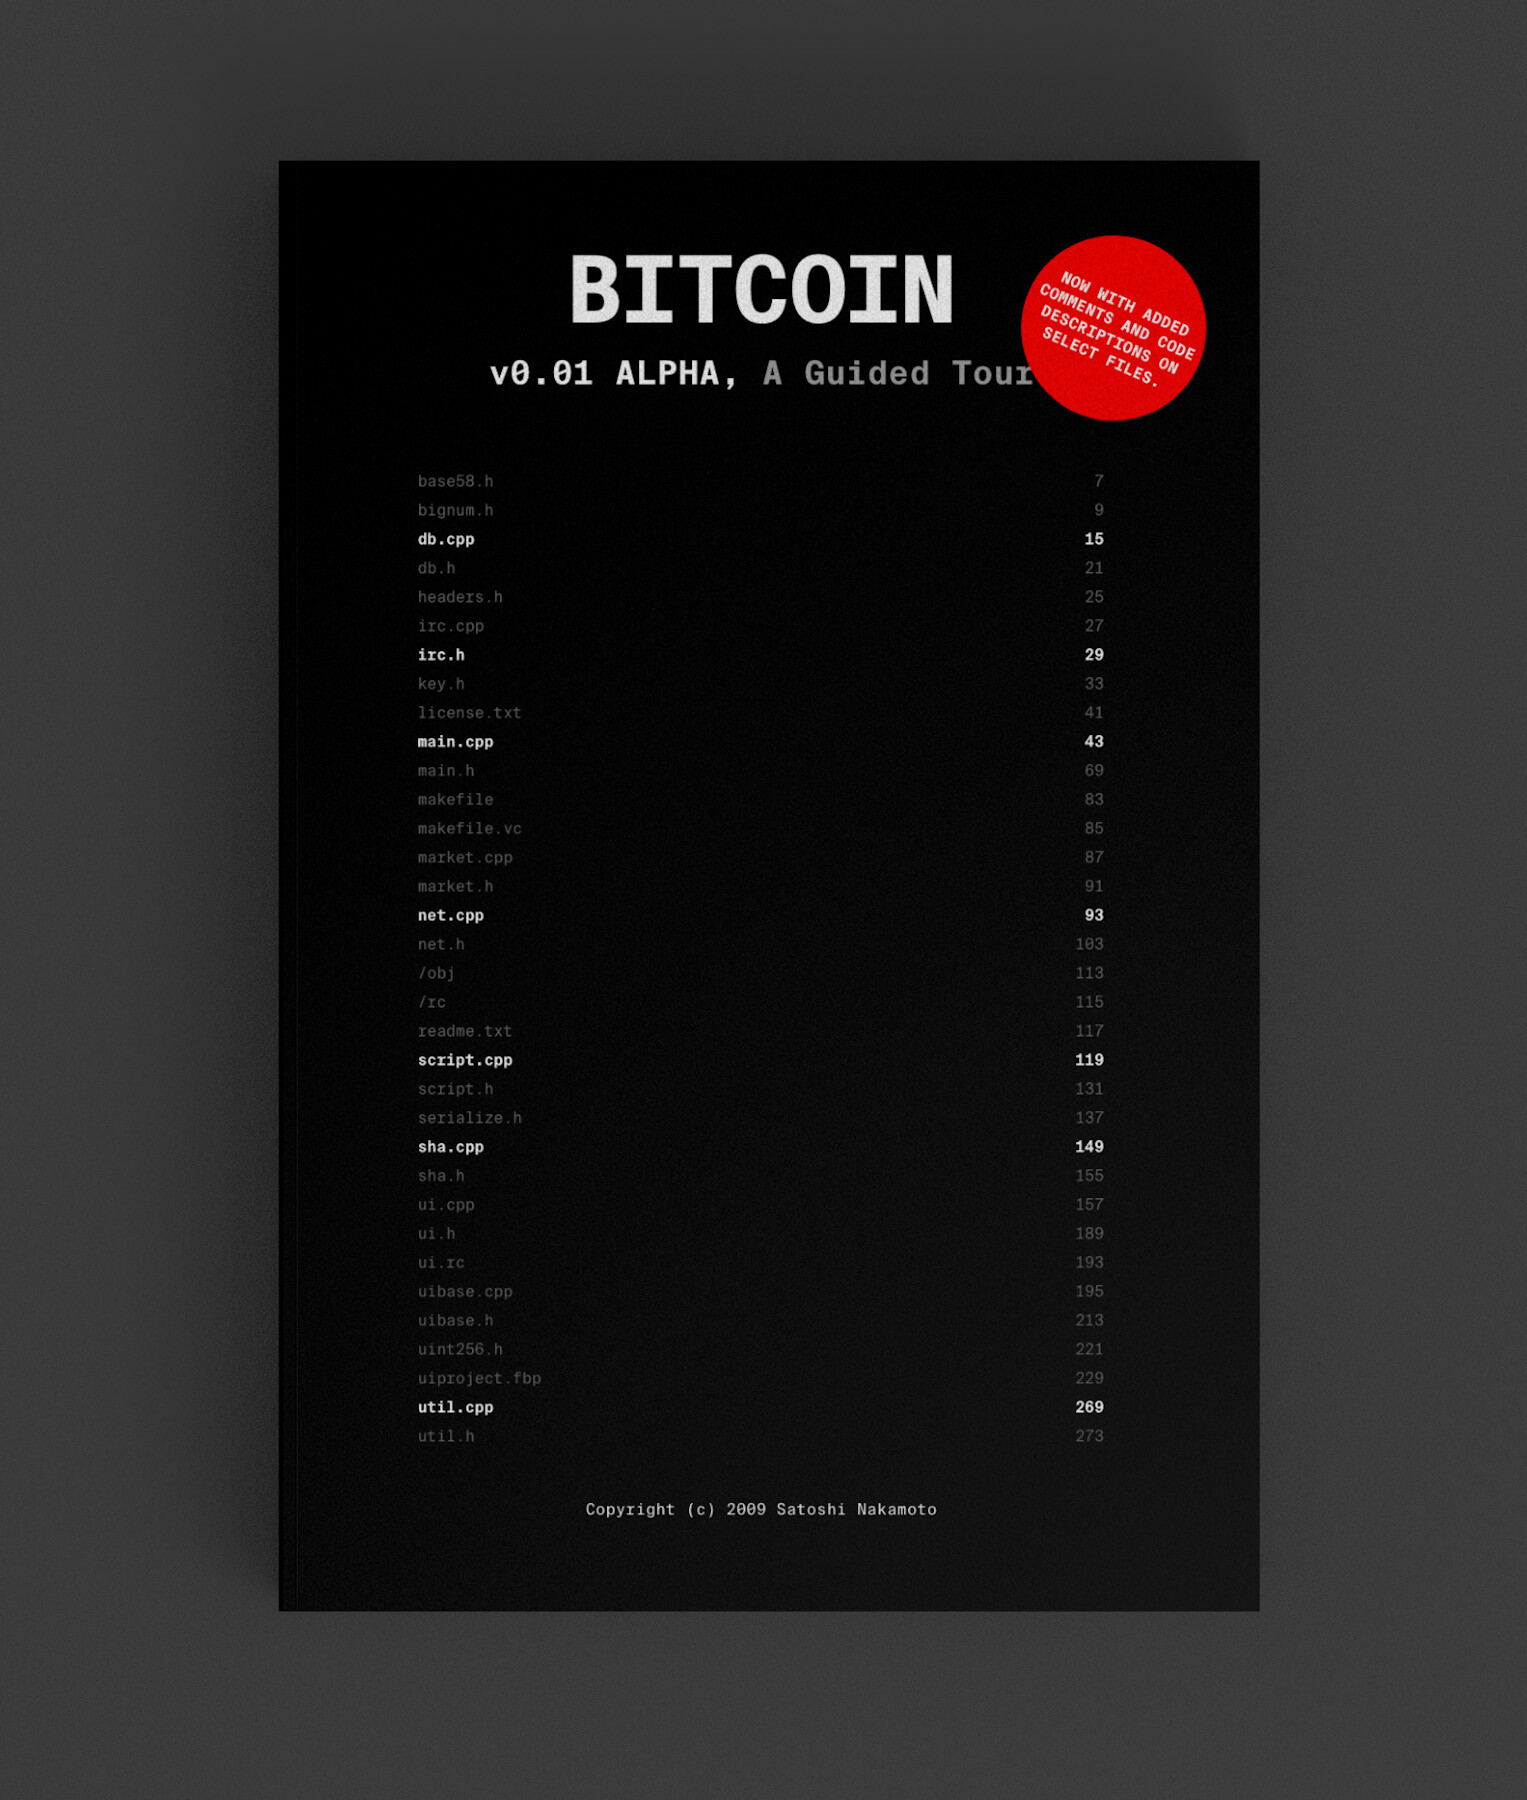 BITCOIN
v0.01 ALPHA, A Guided Tour
NOW WITH ADDED
COMMENTS AND CODE
DESCRIPTIONS ON
SELECT FILES.
base58.h 7
bignum.h 9
db.cpp 15
db.h 21
headers.h 25
irc.cpp 27
irc.h 29
key.h 33
license.txt 41
main.cpp 43
main.h 69
makefile 83
makefile.vc 85
market.cpp 87
market.h 91
net.cpp 93
net.h 103
/obj 113
/rc 115
readme.txt 117
script.cpp 119
script.h 131
serialize.h 137
sha.cpp 149
sha.h 155
ui.cpp 157
ui.h 189
ui.rc 193
uibase.cpp 195
uibase.h 213
uint256.h 221
uiproject.fbp 229
util.cpp 269
util.h 273
Copyright (c) 2009 Satoshi Nakamoto